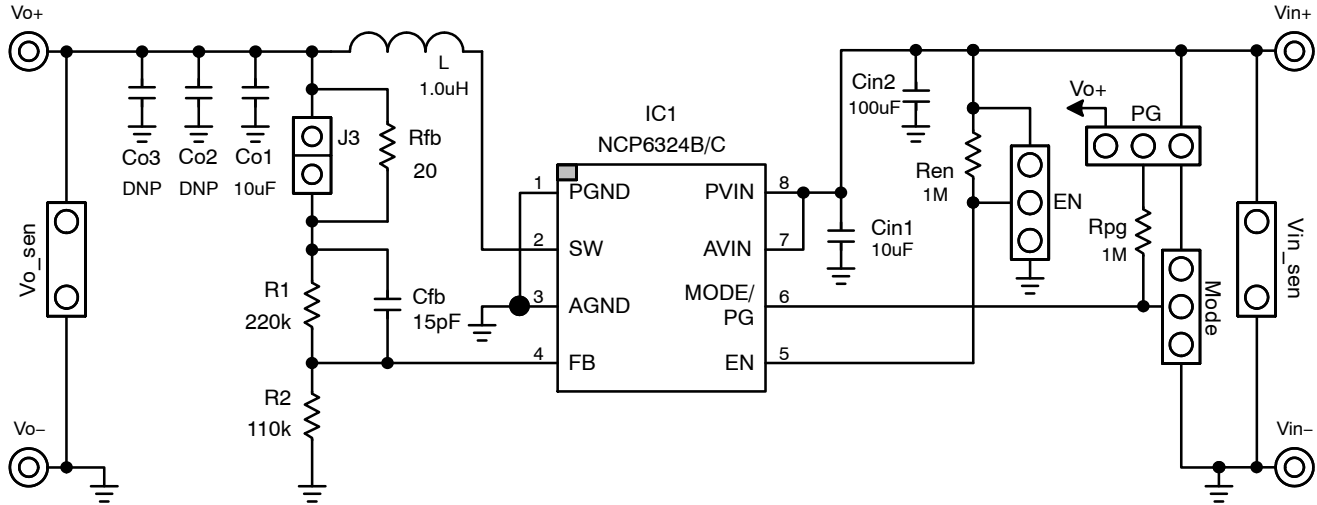 Vo+
Vin+
L
1.0uH
Cin2
100uF
Vo+
PG
IC1
NCP6324B/C
J3
Rfb
20
Co3
DNP
Co2
DNP
Co1
10uF
Ren
1M
EN
Rpg
1M
1
PGND
PVIN
8
Cin1
10uF
2
SW
AVIN
7
Vo_sen
Vin_sen
R1
220k
Cfb
15pF
3
AGND
MODE/
PG
6
Mode
4
FB
EN
5
R2
110k
Vo−
Vin−